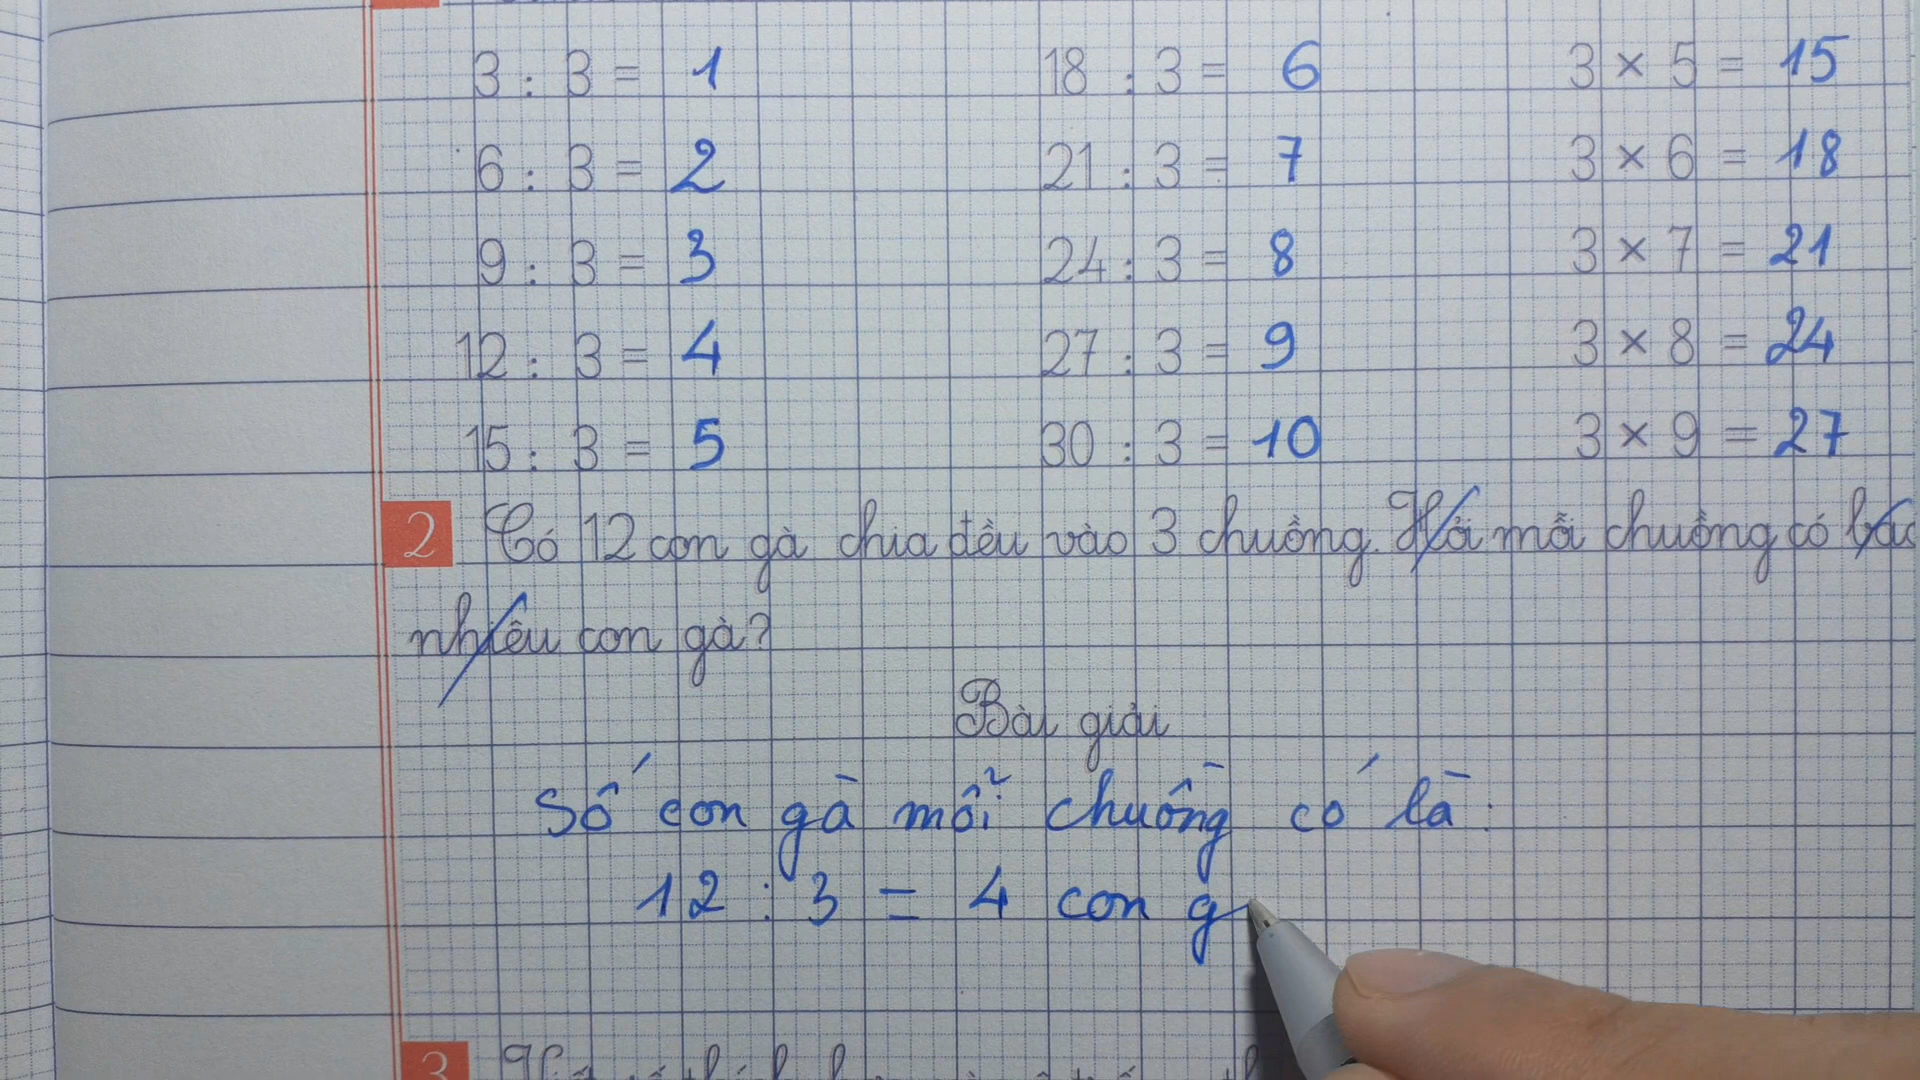 3 : 3 = 1 18 : 3 = 6 3 × 5 = 15
6 : 3 = 2 21 : 3 = 7 3 × 6 = 18
9 : 3 = 3 24 : 3 = 8 3 × 7 = 21
12 : 3 = 4 27 : 3 = 9 3 × 8 = 24
15 : 3 = 5 30 : 3 = 10 3 × 9 = 27
2 Có 12 con gà chia đều vào 3 chuồng. Hỏi mỗi chuồng có bao
nhiêu con gà?
Bài giải
Số con gà mỗi chuồng có là:
12 : 3 = 4 con g
3